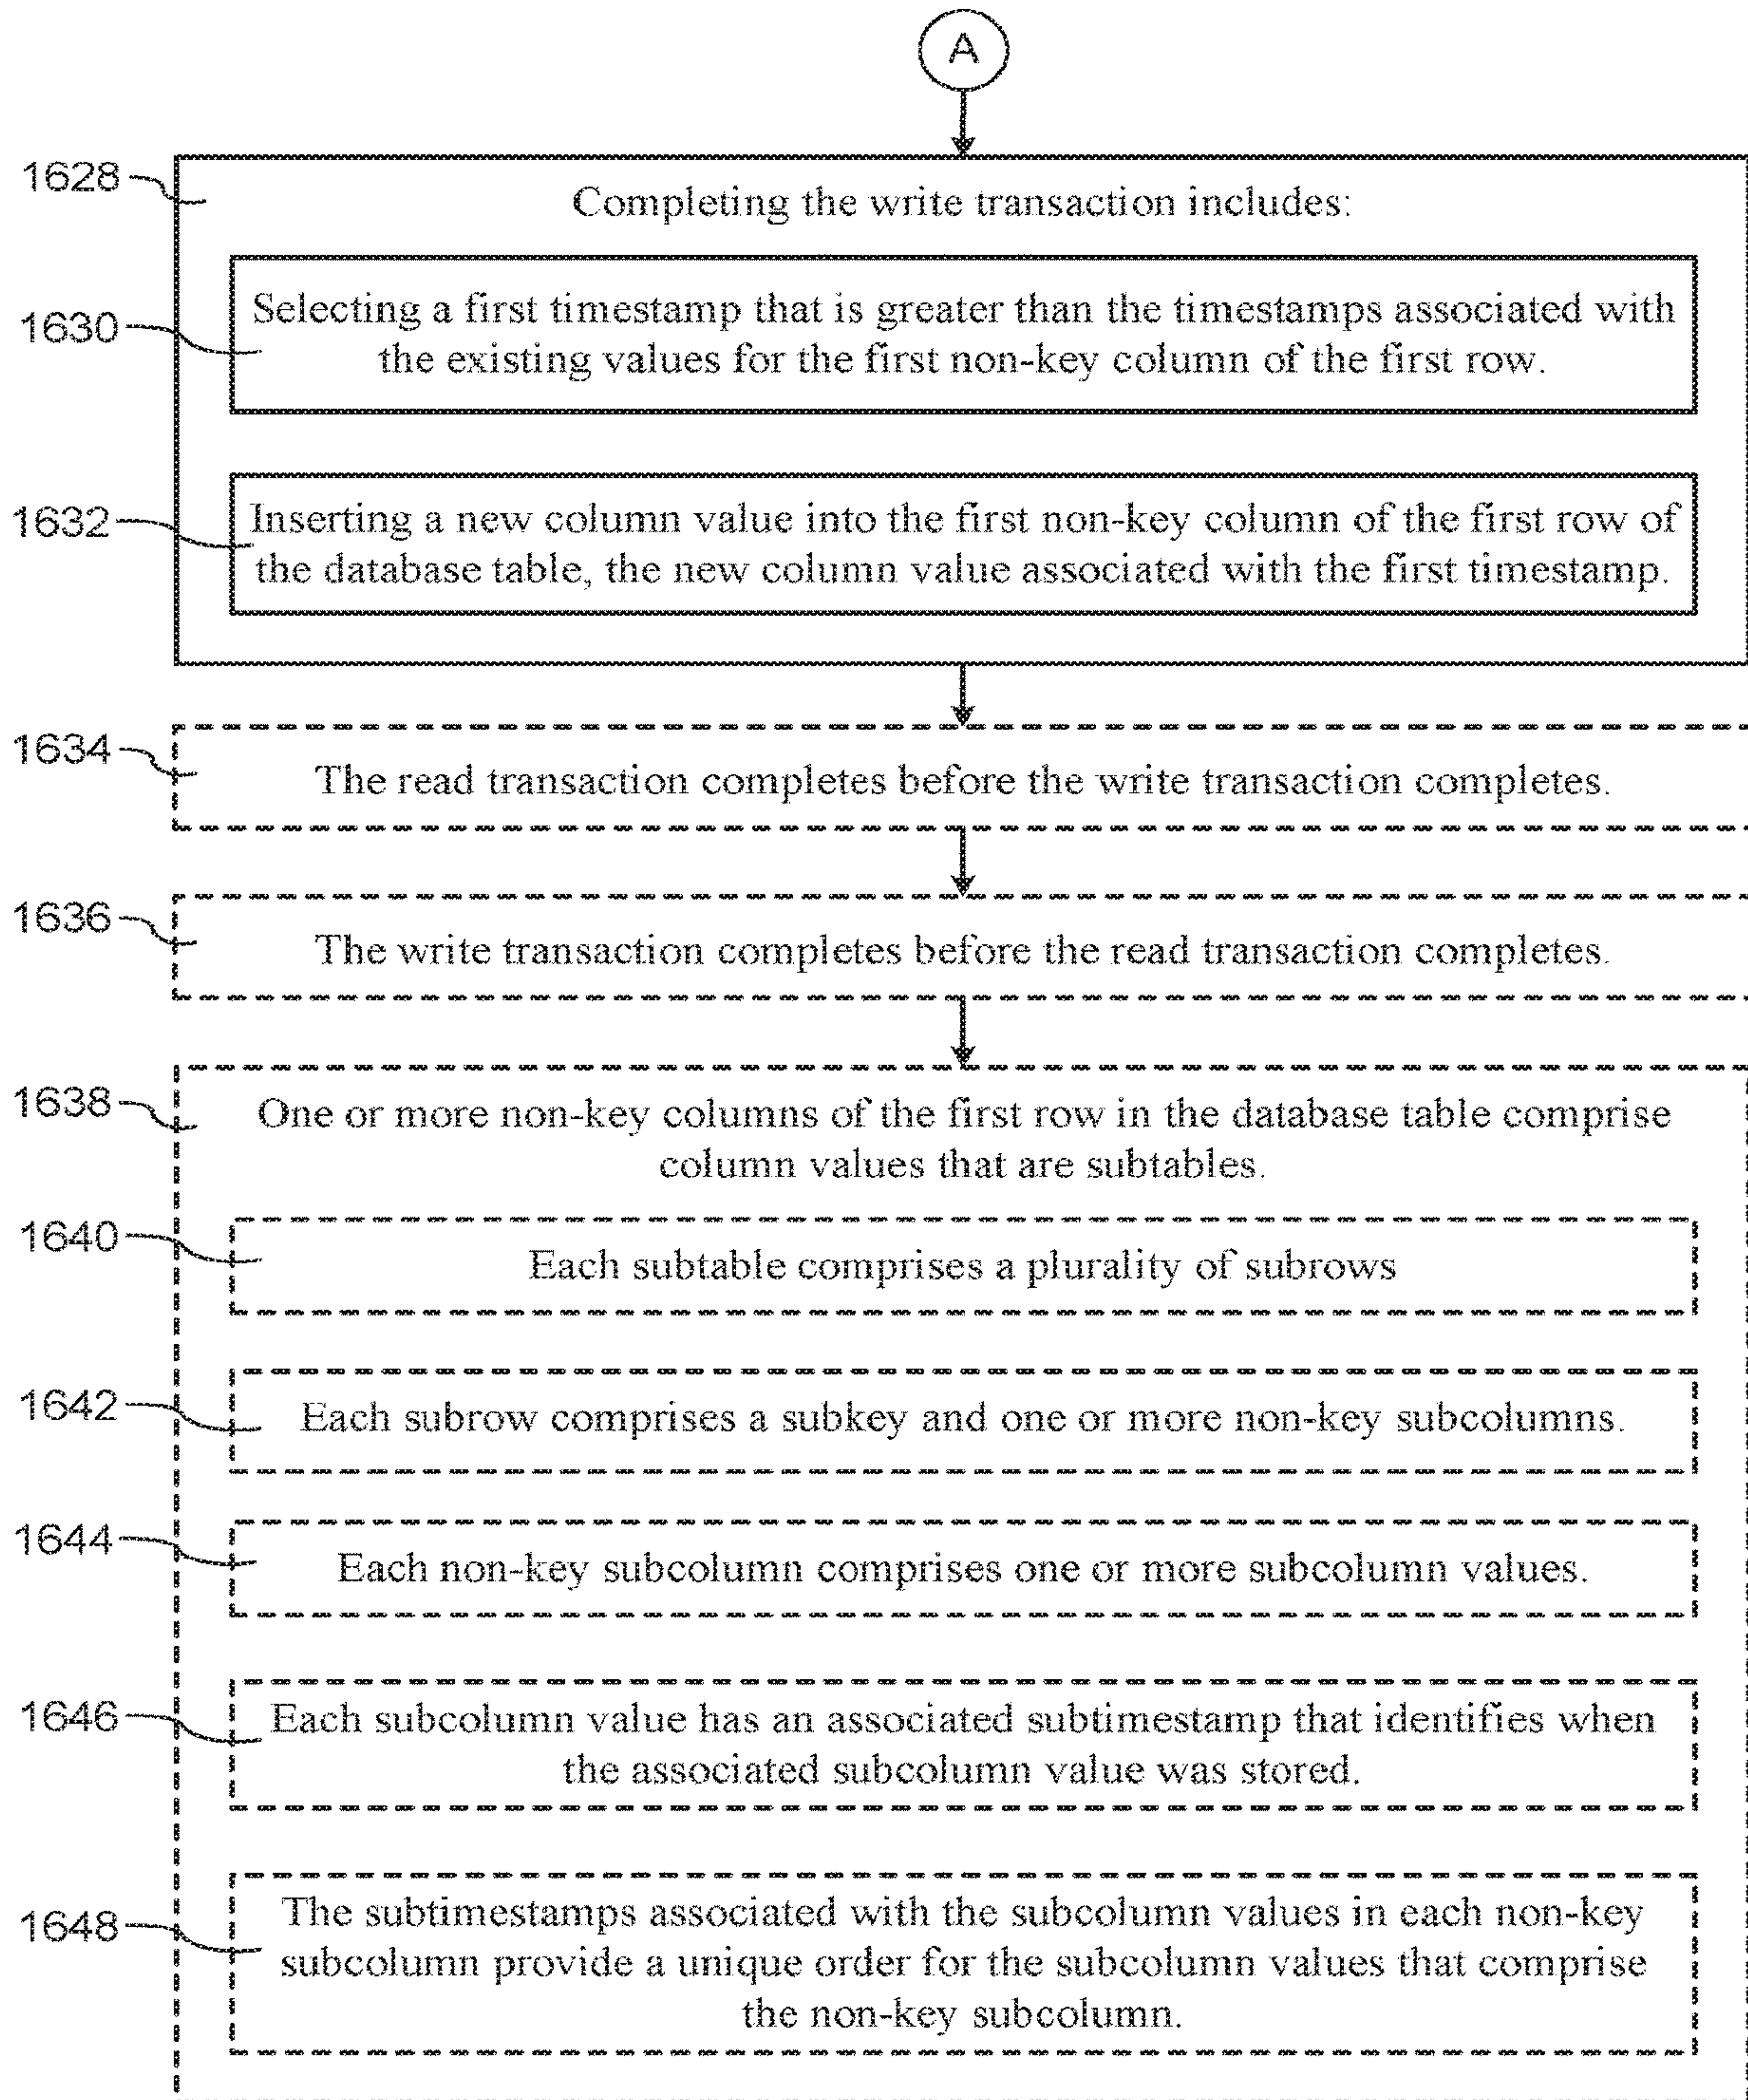 A
1628
Completing the write transaction includes:
1630
Selecting a first timestamp that is greater than the timestamps associated with
the existing values for the first non-key column of the first row.
1632
Inserting a new column value into the first non-key column of the first row of
the database table, the new column value associated with the first timestamp.
1634
The read transaction completes before the write transaction completes.
1636
The write transaction completes before the read transaction completes.
1638
One or more non-key columns of the first row in the database table comprise
column values that are subtables.
1640
Each subtable comprises a plurality of subrows
1642
Each subrow comprises a subkey and one or more non-key subcolumns.
1644
Each non-key subcolumn comprises one or more subcolumn values.
1646
Each subcolumn value has an associated subtimestamp that identifies when
the associated subcolumn value was stored.
1648
The subtimestamps associated with the subcolumn values in each non-key
subcolumn provide a unique order for the subcolumn values that comprise
the non-key subcolumn.